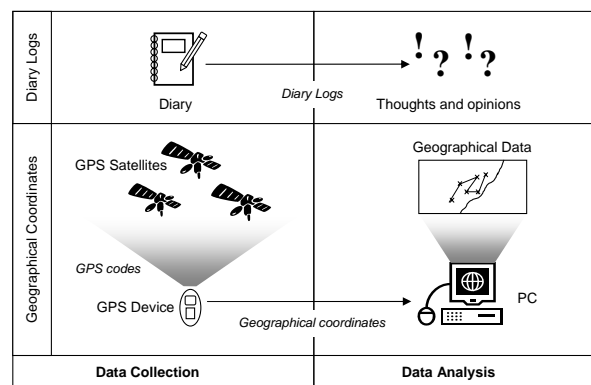 Diary Logs
Diary
Diary Logs
! ? ! ?
Thoughts and opinions
Geographical Coordinates
GPS Satellites
GPS codes
GPS Device
Geographical coordinates
Geographical Data
PC
Data Collection
Data Analysis